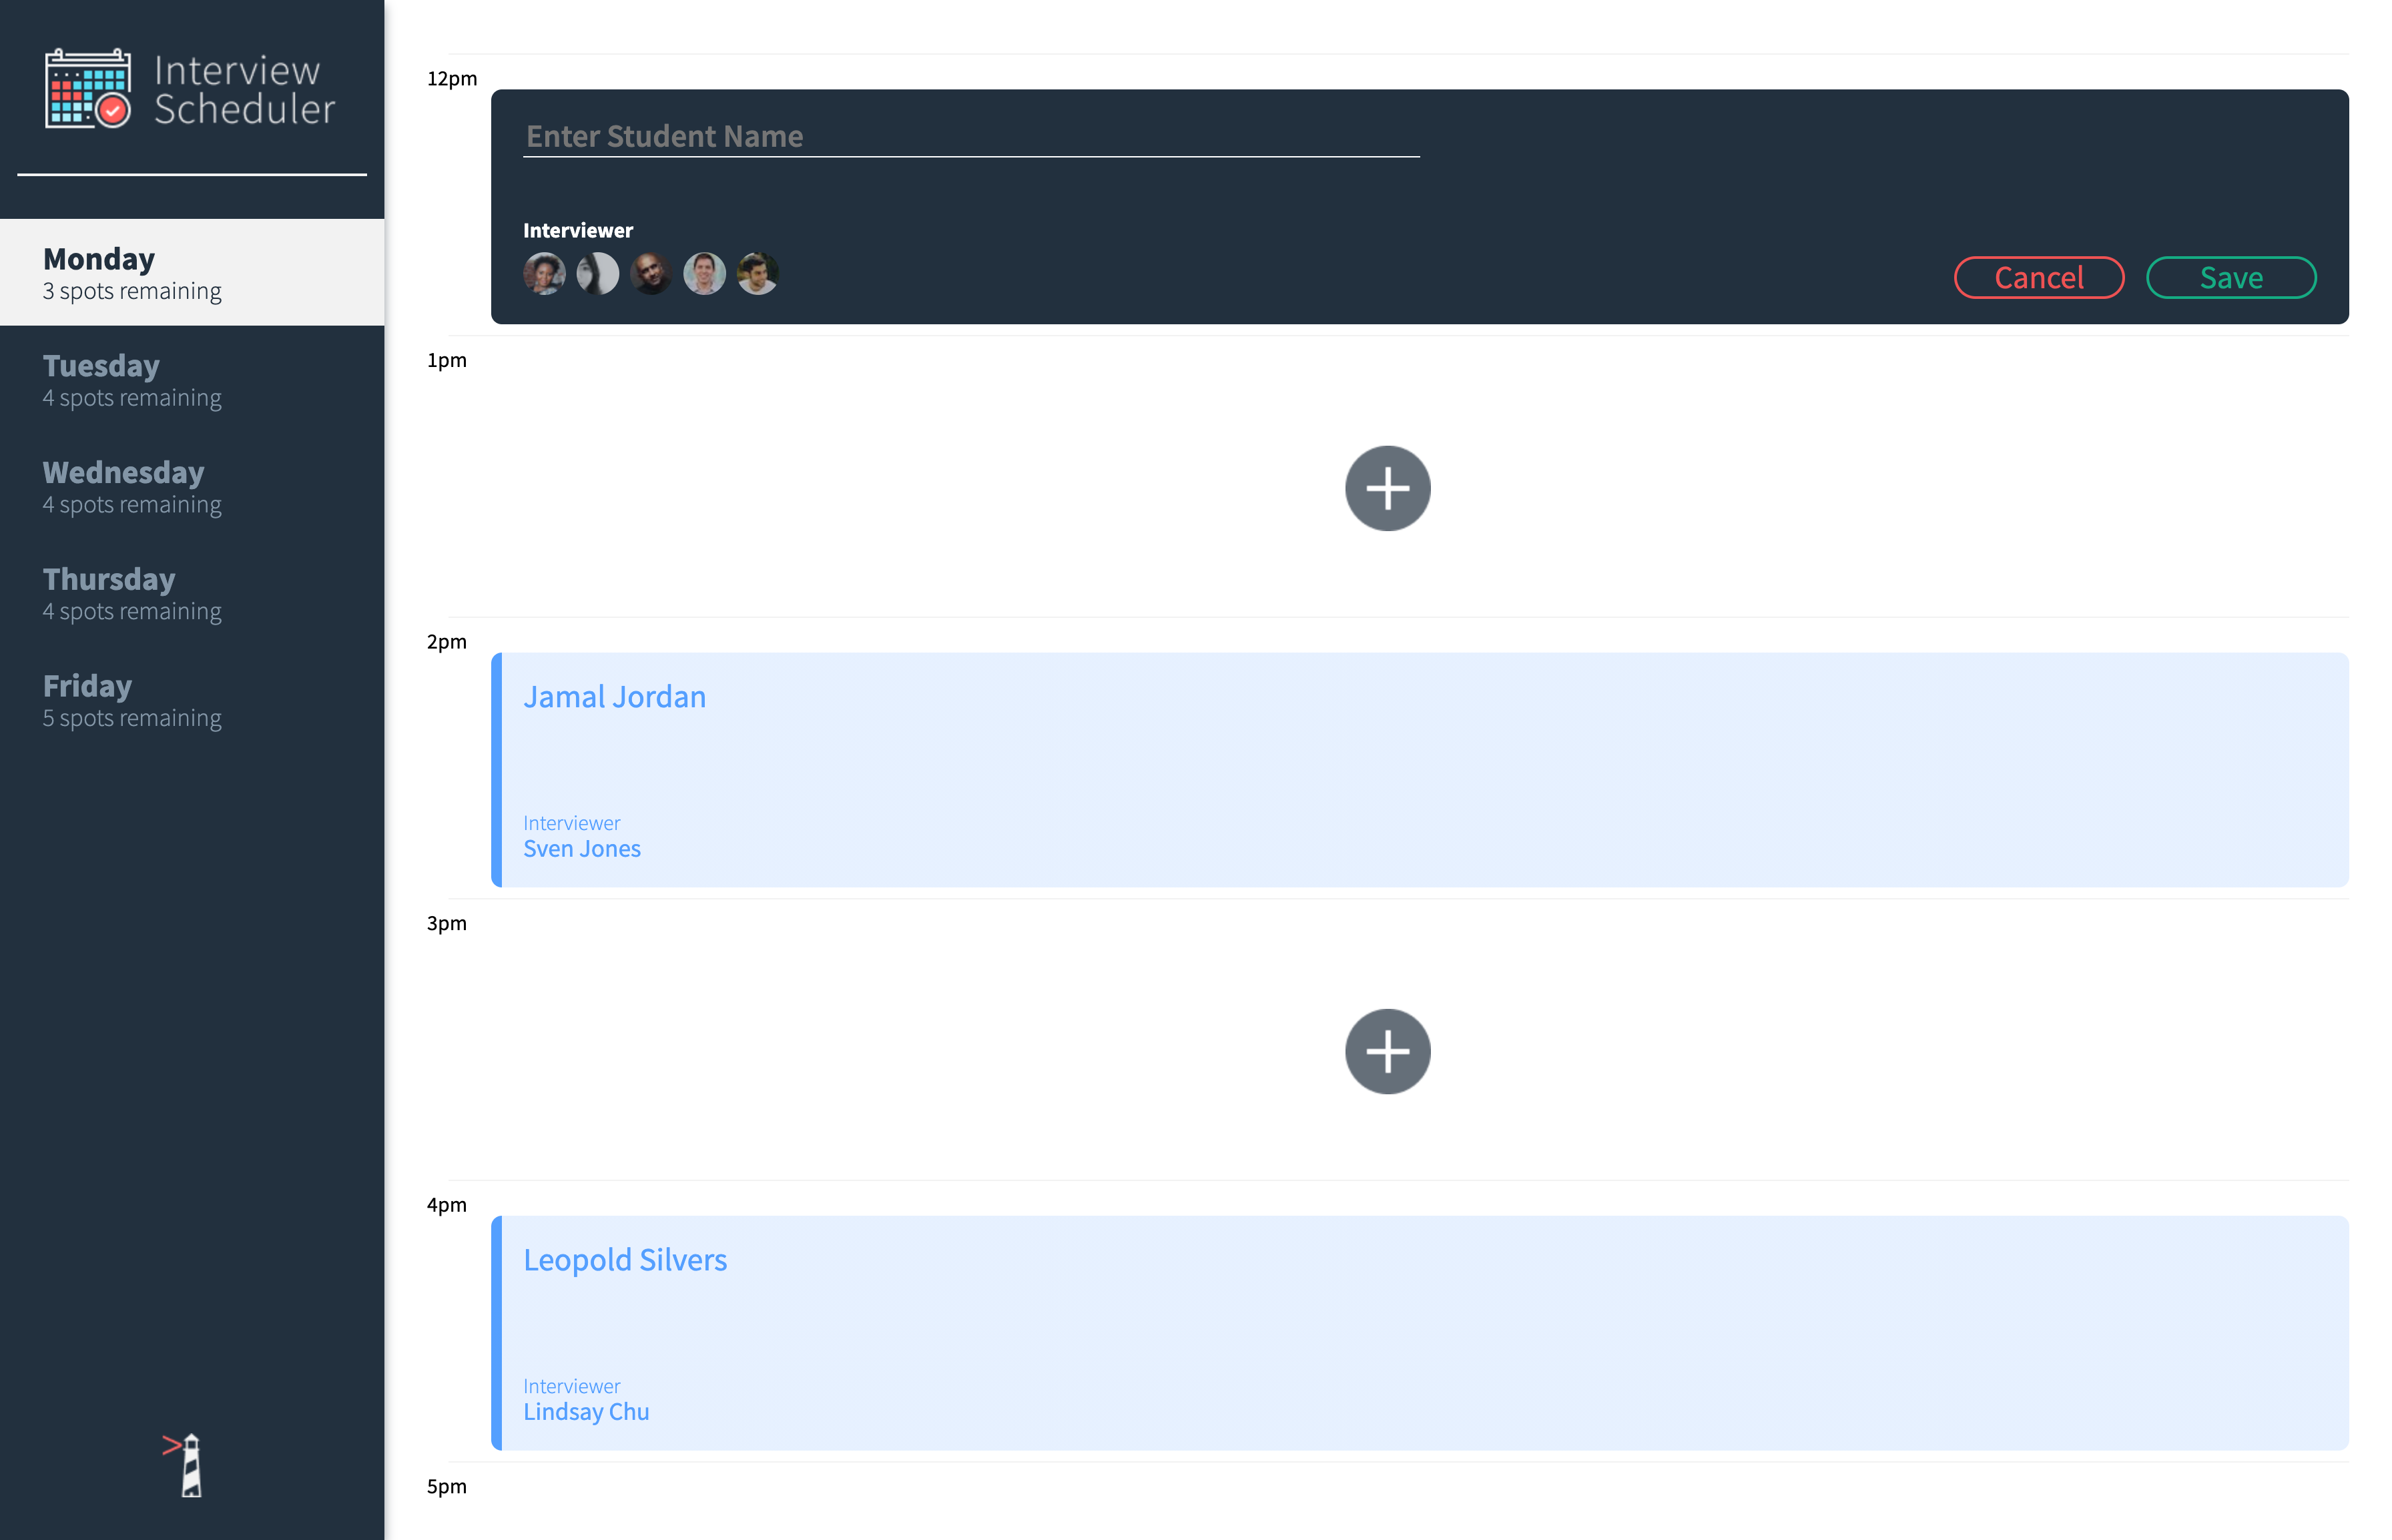 Interview
Scheduler
Monday
3 spots remaining
Tuesday
4 spots remaining
Wednesday
4 spots remaining
Thursday
4 spots remaining
Friday
5 spots remaining
12pm
Enter Student Name
Interviewer
Cancel
Save
1pm
2pm
Jamal Jordan
Interviewer
Sven Jones
3pm
4pm
Leopold Silvers
Interviewer
Lindsay Chu
5pm